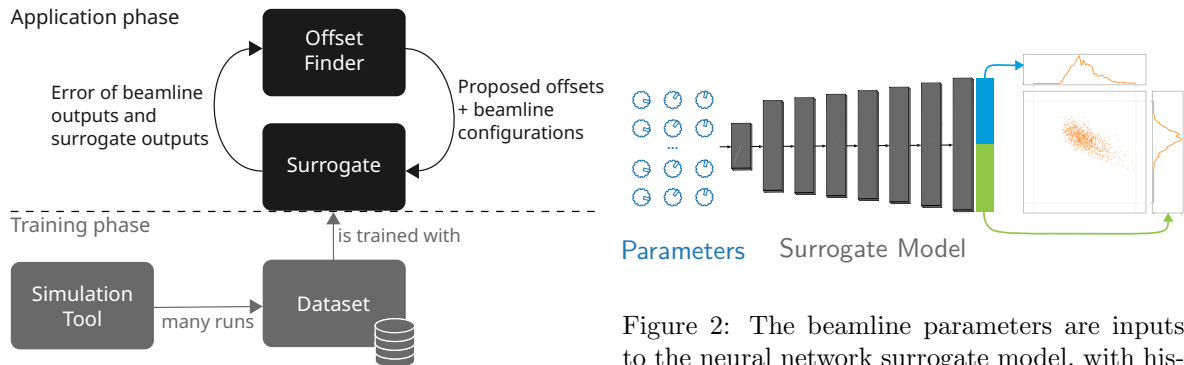 Application phase
Offset
Finder
Error of beamline
outputs and
surrogate outputs
Proposed offsets
+ beamline
configurations
Surrogate
Training phase
is trained with
Simulation
Tool
many runs
Dataset
...
Parameters
Surrogate Model
Figure 2: The beamline parameters are inputs
to the neural network surrogate model, with his-